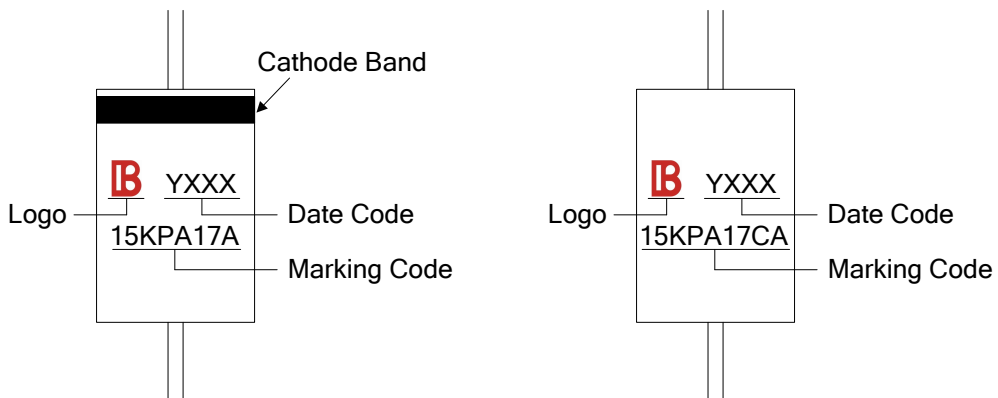 Cathode Band
B YXXX
Logo
Date Code
15KPA17A
Marking Code
B YXXX
Logo
Date Code
15KPA17CA
Marking Code